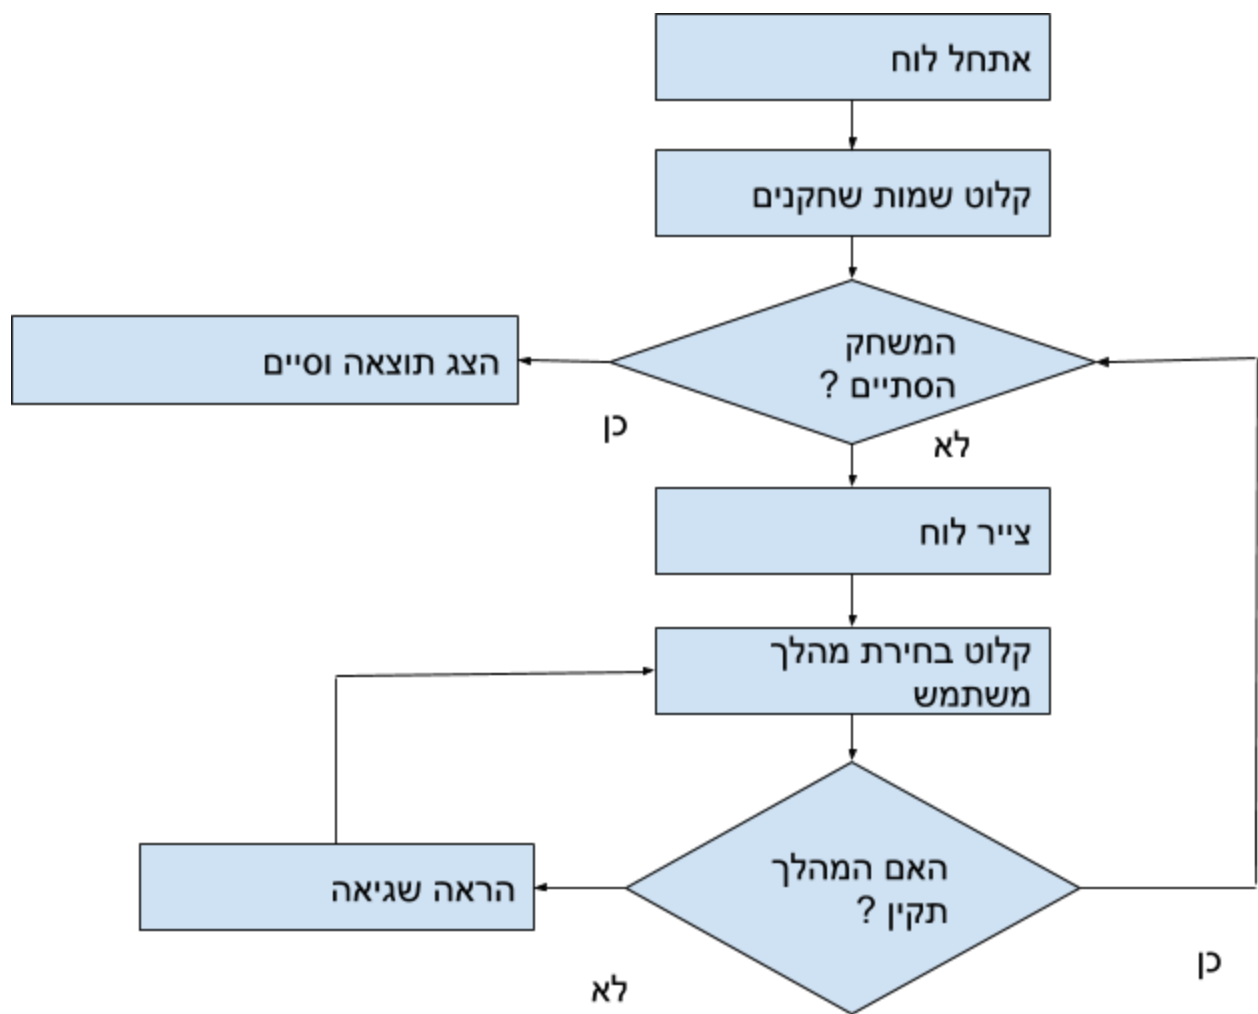 אתחל לוח
קלוט שמות שחקנים
המשחק
הסתיים ?
הצג תוצאה וסיים
כן
לא
צייר לוח
קלוט בחירת מהלך
משתמש
האם המהלך
תקין ?
הראה שגיאה
כן
לא